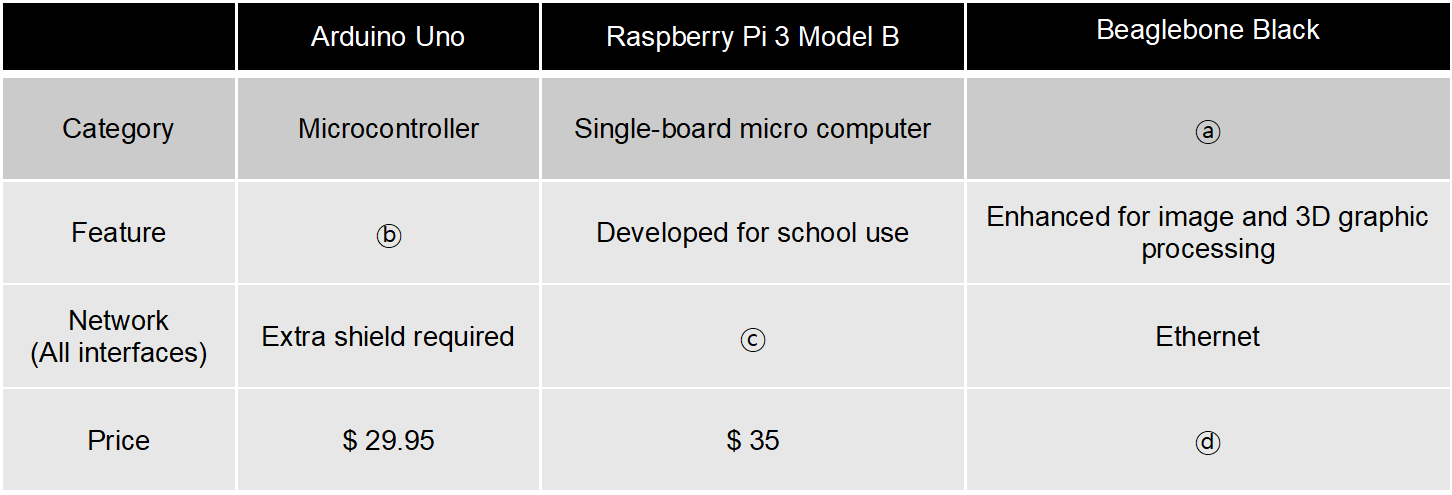 Arduino Uno
Raspberry Pi 3 Model B
Beaglebone Black
Category
Microcontroller
Single-board micro computer
ⓐ
Feature
ⓑ
Developed for school use
Enhanced for image and 3D graphic
processing
Network
(All interfaces)
Extra shield required
ⓒ
Ethernet
Price
$ 29.95
$ 35
ⓓ